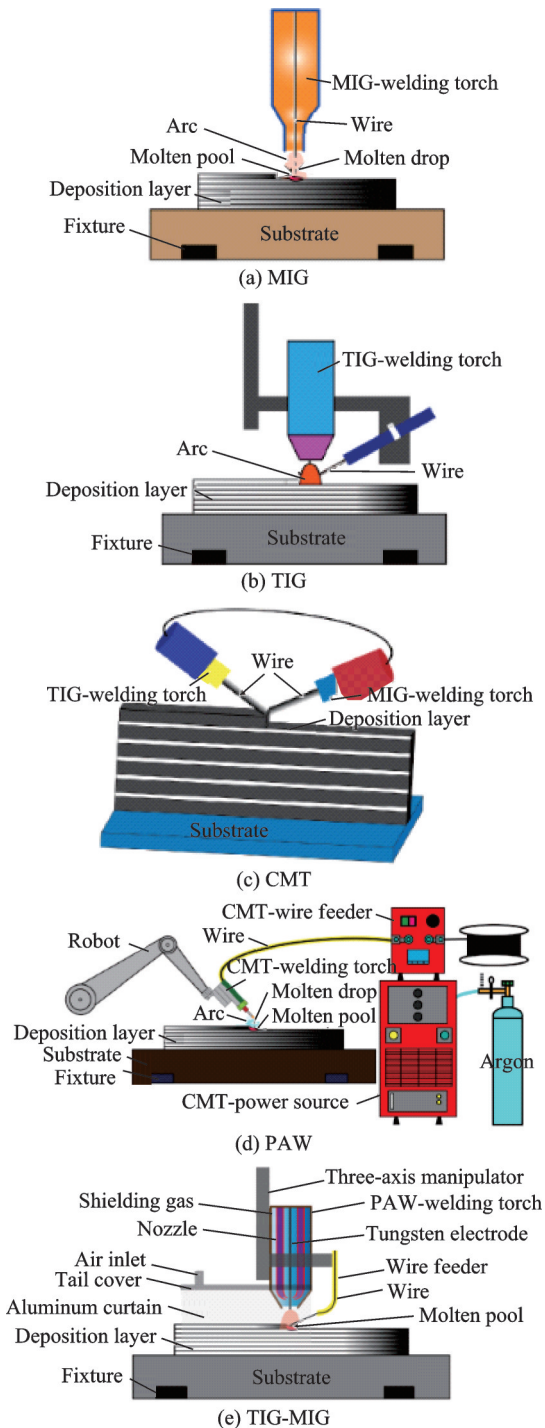 MIG-welding torch
Arc
Wire
Molten pool
Molten drop
Deposition layer
Fixture
Substrate
(a) MIG
TIG-welding torch
Arc
Wire
Deposition layer
Fixture
Substrate
(b) TIG
Wire
TIG-welding torch
MIG-welding torch
Deposition layer
Substrate
(c) CMT
CMT-wire feeder
Robot
Wire
CMT-welding torch
Molten drop
Arc
Molten pool
Deposition layer
Substrate
Fixture
Argon
CMT-power source
(d) PAW
Three-axis manipulator
Shielding gas
PAW-welding torch
Nozzle
Tungsten electrode
Air inlet
Wire feeder
Tail cover
Wire
Aluminum curtain
Molten pool
Deposition layer
Fixture
Substrate
(e) TIG-MIG